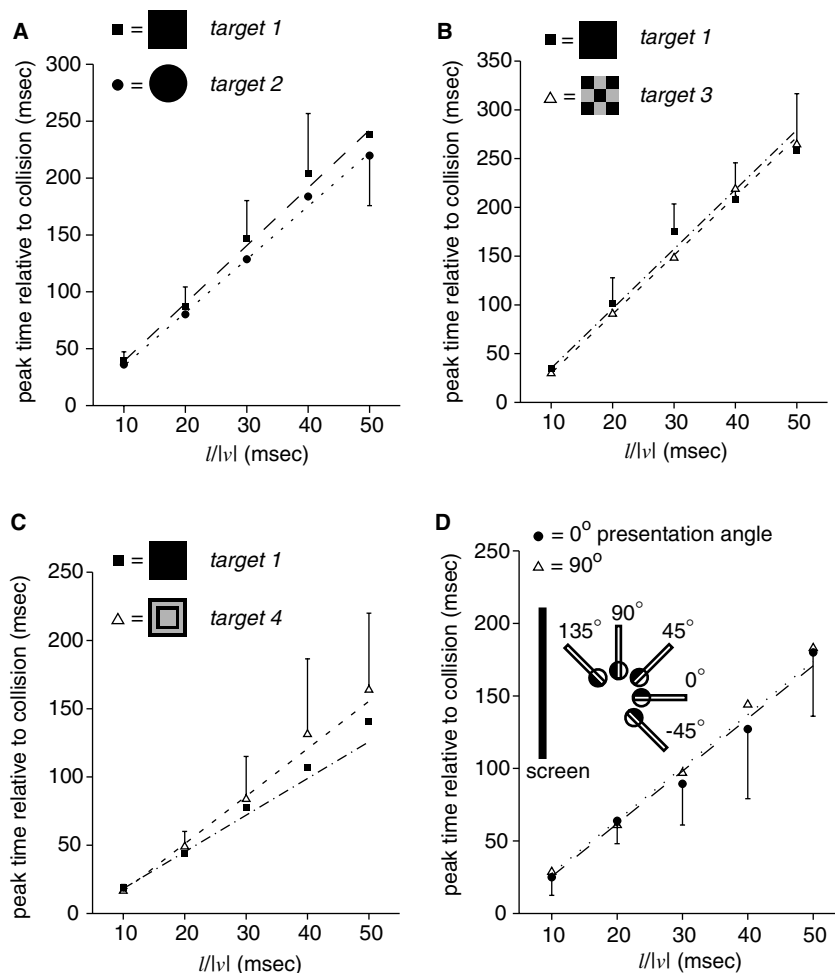 A
= target 1
= target 2
peak time relative to collision (msec)
300
250
200
150
100
50
0
10 20 30 40 50
l/|v| (msec)
B
= target 1
= target 3
peak time relative to collision (msec)
350
300
250
200
150
100
50
0
10 20 30 40 50
l/|v| (msec)
C
= target 1
= target 4
peak time relative to collision (msec)
250
200
150
100
50
0
10 20 30 40 50
l/|v| (msec)
D
= 0° presentation angle
= 90°
peak time relative to collision (msec)
250
200
150
100
50
0
135° 90° 45°
0°
-45°
screen
10 20 30 40 50
l/|v| (msec)